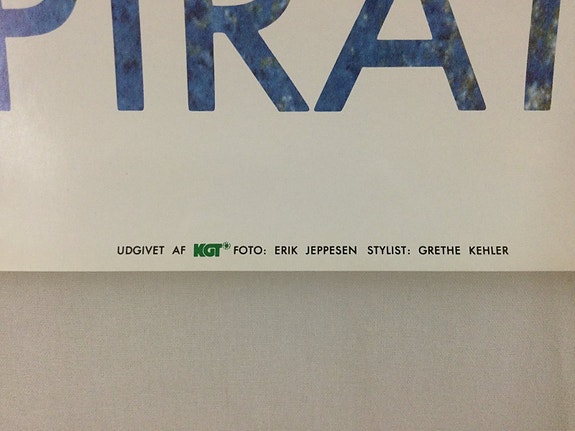 PIRAT
UDGIVET AF KGT® FOTO: ERIK JEPPESEN STYLIST: GRETHE KEHLER